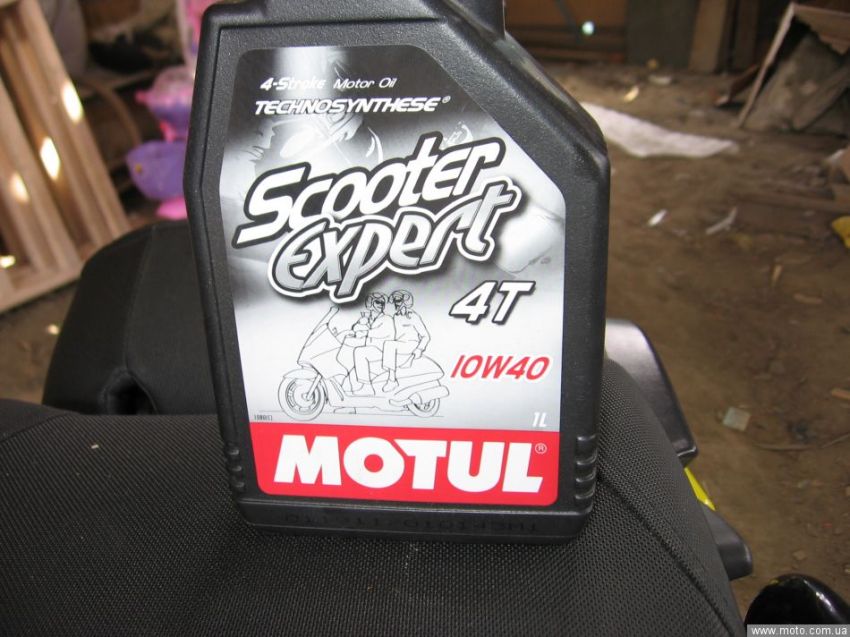 4-Stroke Motor Oil
TECHNOSYNTHESE®
Scooter
Expert
4T
10W40
1L
MOTUL®
www.moto.com.ua